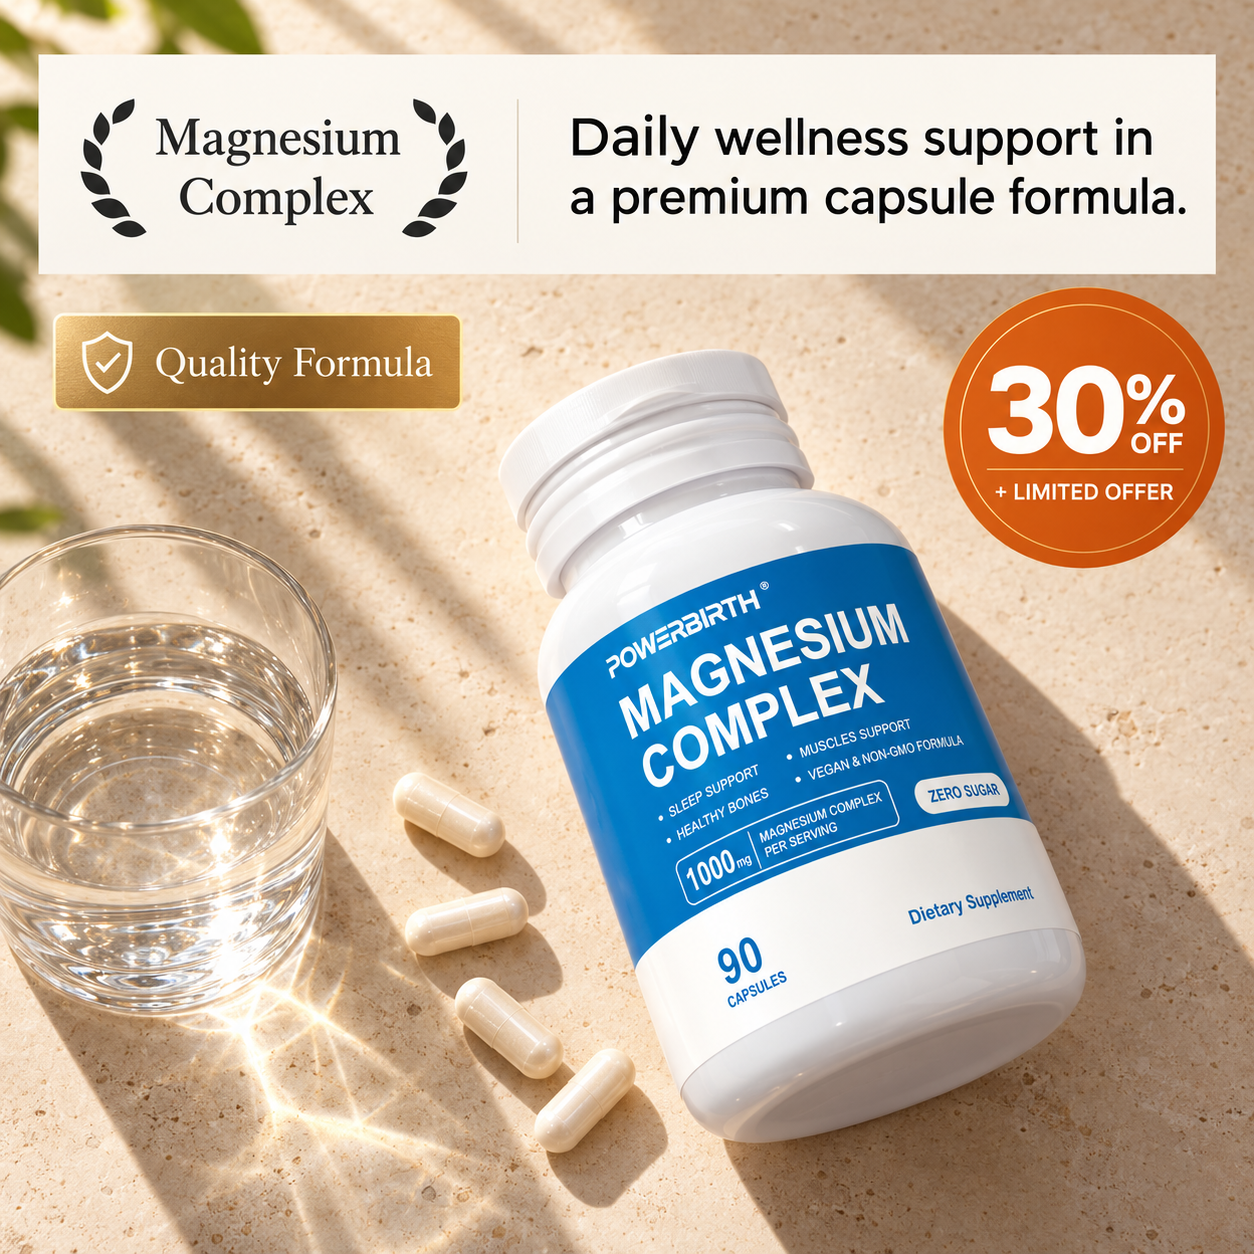 Magnesium
Complex
Daily wellness support in
a premium capsule formula.
Quality Formula
30% OFF
+ LIMITED OFFER
POWERBIRTH®
MAGNESIUM
COMPLEX
• SLEEP SUPPORT
• HEALTHY BONES
• MUSCLES SUPPORT
• VEGAN & NON-GMO FORMULA
1000mg
MAGNESIUM COMPLEX
PER SERVING
ZERO SUGAR
Dietary Supplement
90
CAPSULES